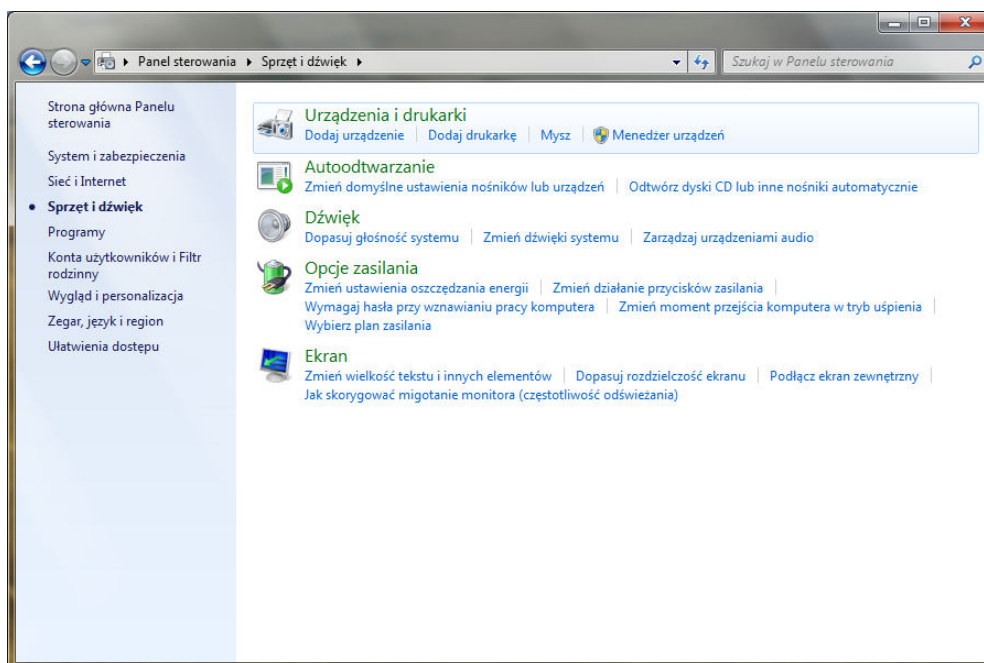 Panel sterowania ▸ Sprzęt i dźwięk ▸
Szukaj w Panelu sterowania
Strona główna Panelu
sterowania
System i zabezpieczenia
Sieć i Internet
• Sprzęt i dźwięk
Programy
Konta użytkowników i Filtr
rodzinny
Wygląd i personalizacja
Zegar, język i region
Ułatwienia dostępu
Urządzenia i drukarki
Dodaj urządzenie | Dodaj drukarkę | Mysz | Menedżer urządzeń
Autoodtwarzanie
Zmień domyślne ustawienia nośników lub urządzeń | Odtwórz dyski CD lub inne nośniki automatycznie
Dźwięk
Dopasuj głośność systemu | Zmień dźwięki systemu | Zarządzaj urządzeniami audio
Opcje zasilania
Zmień ustawienia oszczędzania energii | Zmień działanie przycisków zasilania |
Wymagaj hasła przy wznawianiu pracy komputera | Zmień moment przejścia komputera w tryb uśpienia |
Wybierz plan zasilania
Ekran
Zmień wielkość tekstu i innych elementów | Dopasuj rozdzielczość ekranu | Podłącz ekran zewnętrzny |
Jak skorygować migotanie monitora (częstotliwość odświeżania)